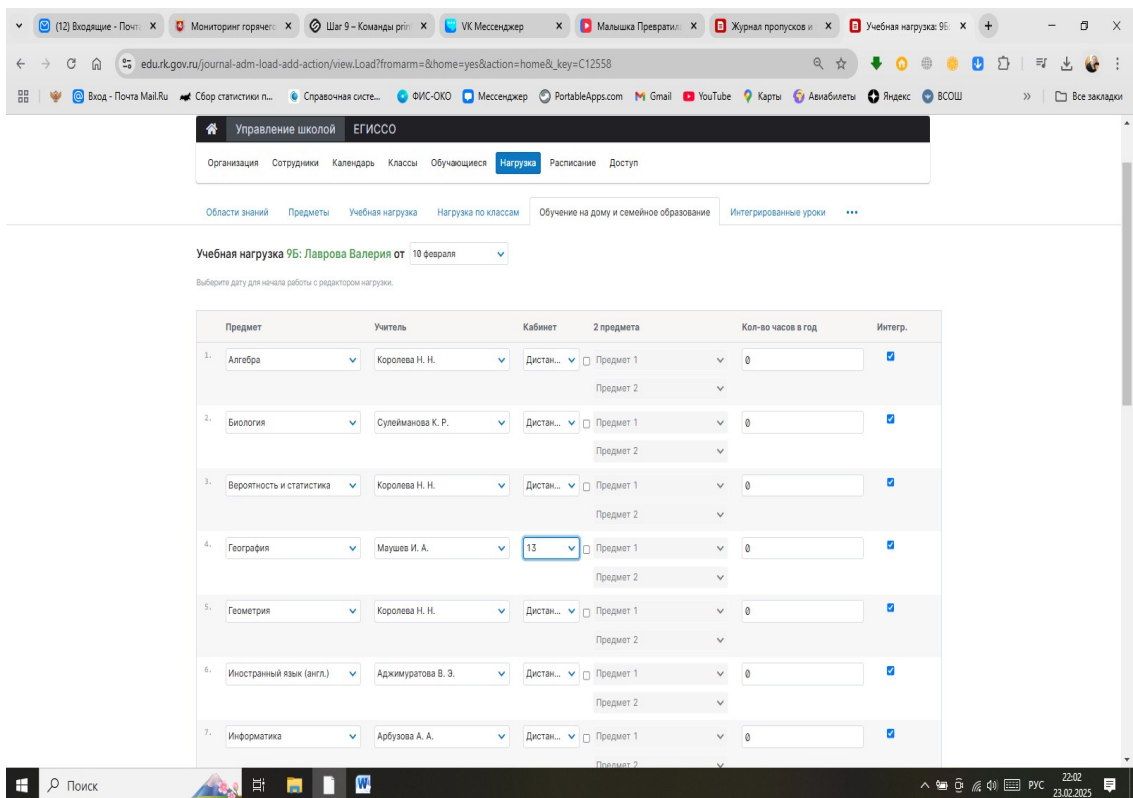 (12) Входящие - Почт
Мониторинг горячего
Шаг 9 – Команды prin
VK Мессенджер
Малышка Превратил
Журнал пропусков и
Учебная нагрузка: 9Б
edu.rk.gov.ru/journal-adm-load-add-action/view.Load?fromarm=&home=yes&action=home&_key=C12558
Вход - Почта Mail.Ru Сбор статистики п... Справочная систе... ФИС-ОКО Мессенджер PortableApps.com Gmail YouTube Карты Авиабилеты Яндекс ВСОШ » Все закладки
Управление школой ЕГИССО
Организация Сотрудники Календарь Классы Обучающиеся Нагрузка Расписание Доступ
Области знаний Предметы Учебная нагрузка Нагрузка по классам Обучение на дому и семейное образование Интегрированные уроки •••
Учебная нагрузка 9Б: Лаврова Валерия от 10 февраля
Выберите дату для начала работы с редактором нагрузки.
Предмет Учитель Кабинет 2 предмета Кол-во часов в год Интегр.
1. Алгебра Королева Н. Н. Дистан... Предмет 1 0
Предмет 2
2. Биология Сулейманова К. Р. Дистан... Предмет 1 0
Предмет 2
3. Вероятность и статистика Королева Н. Н. Дистан... Предмет 1 0
Предмет 2
4. География Маушев И. А. 13 Предмет 1 0
Предмет 2
5. Геометрия Королева Н. Н. Дистан... Предмет 1 0
Предмет 2
6. Иностранный язык (англ.) Аджимуратова В. Э. Дистан... Предмет 1 0
Предмет 2
7. Информатика Арбузова А. А. Дистан... Предмет 1 0
Предмет 2
Поиск
РУС
22:02
23.02.2025